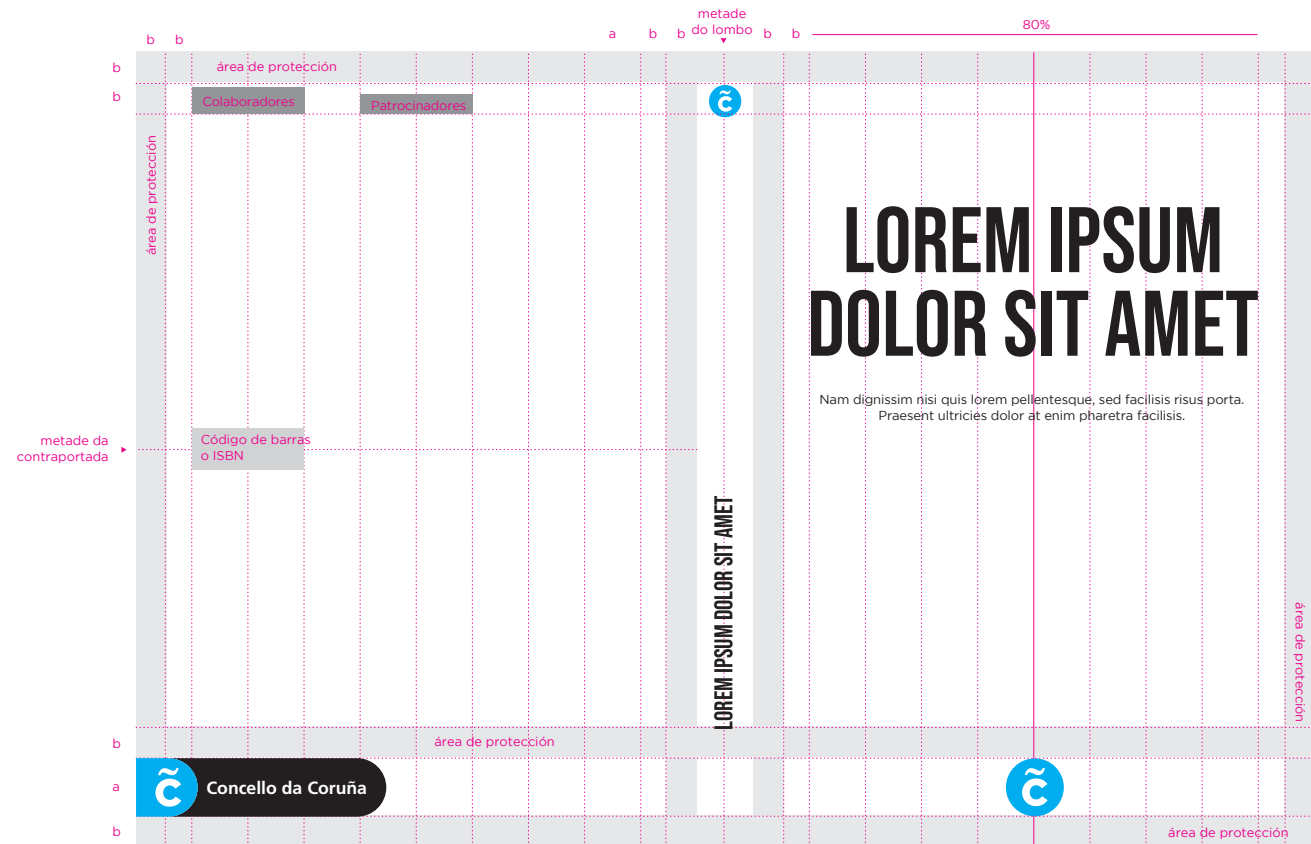 metade
do lombo
80%
b b a b b b b
b
área de protección
b
Colaboradores
Patrocinadores
c̃
área de protección
LOREM IPSUM
DOLOR SIT AMET
Nam dignissim nisi quis lorem pellentesque, sed facilisis risus porta.
Praesent ultricies dolor at enim pharetra facilisis.
metade da
contraportada
Código de barras
o ISBN
LOREM IPSUM DOLOR SIT AMET
área de protección
b
área de protección
a
c̃
Concello da Coruña
c̃
b
área de protección